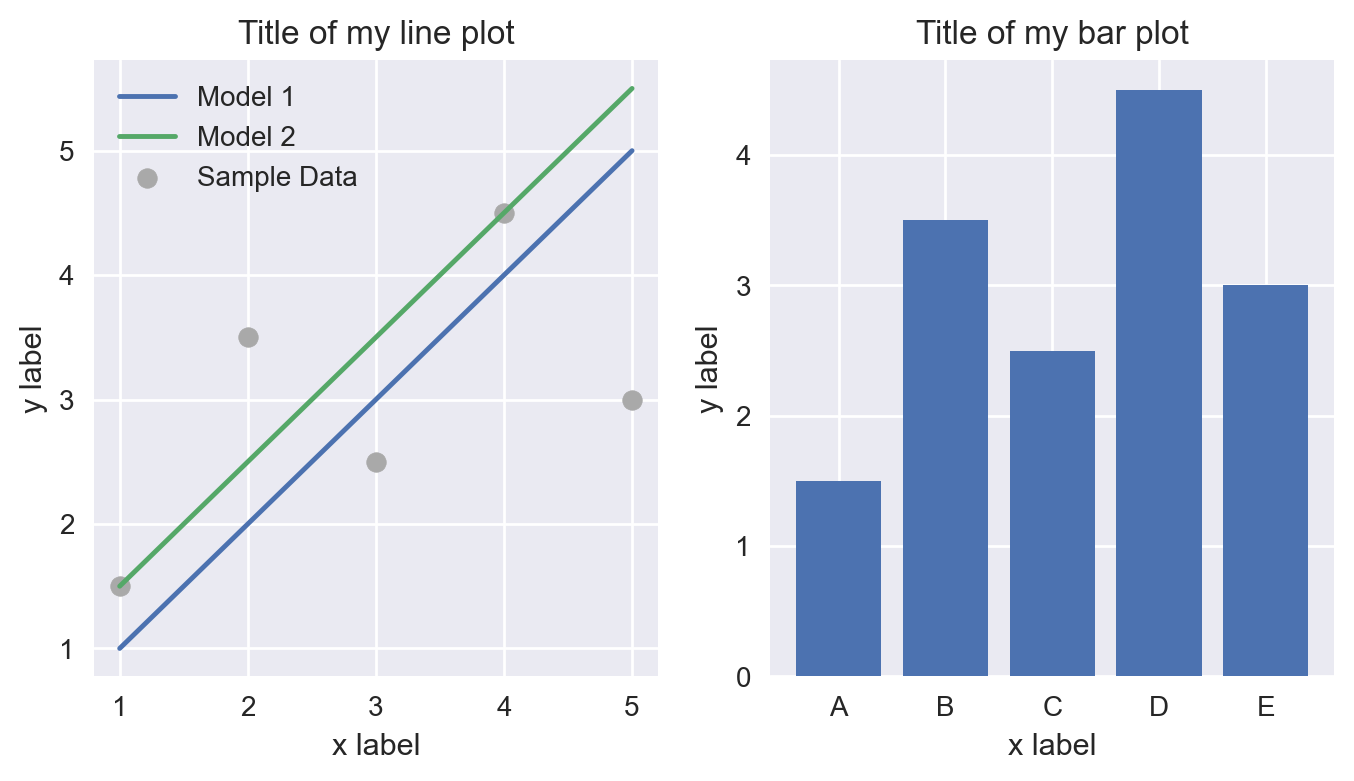 Title of my line plot
Model 1
Model 2
Sample Data
5
4
3
2
1
y label
1 2 3 4 5
x label
Title of my bar plot
4
3
2
1
0
y label
A B C D E
x label